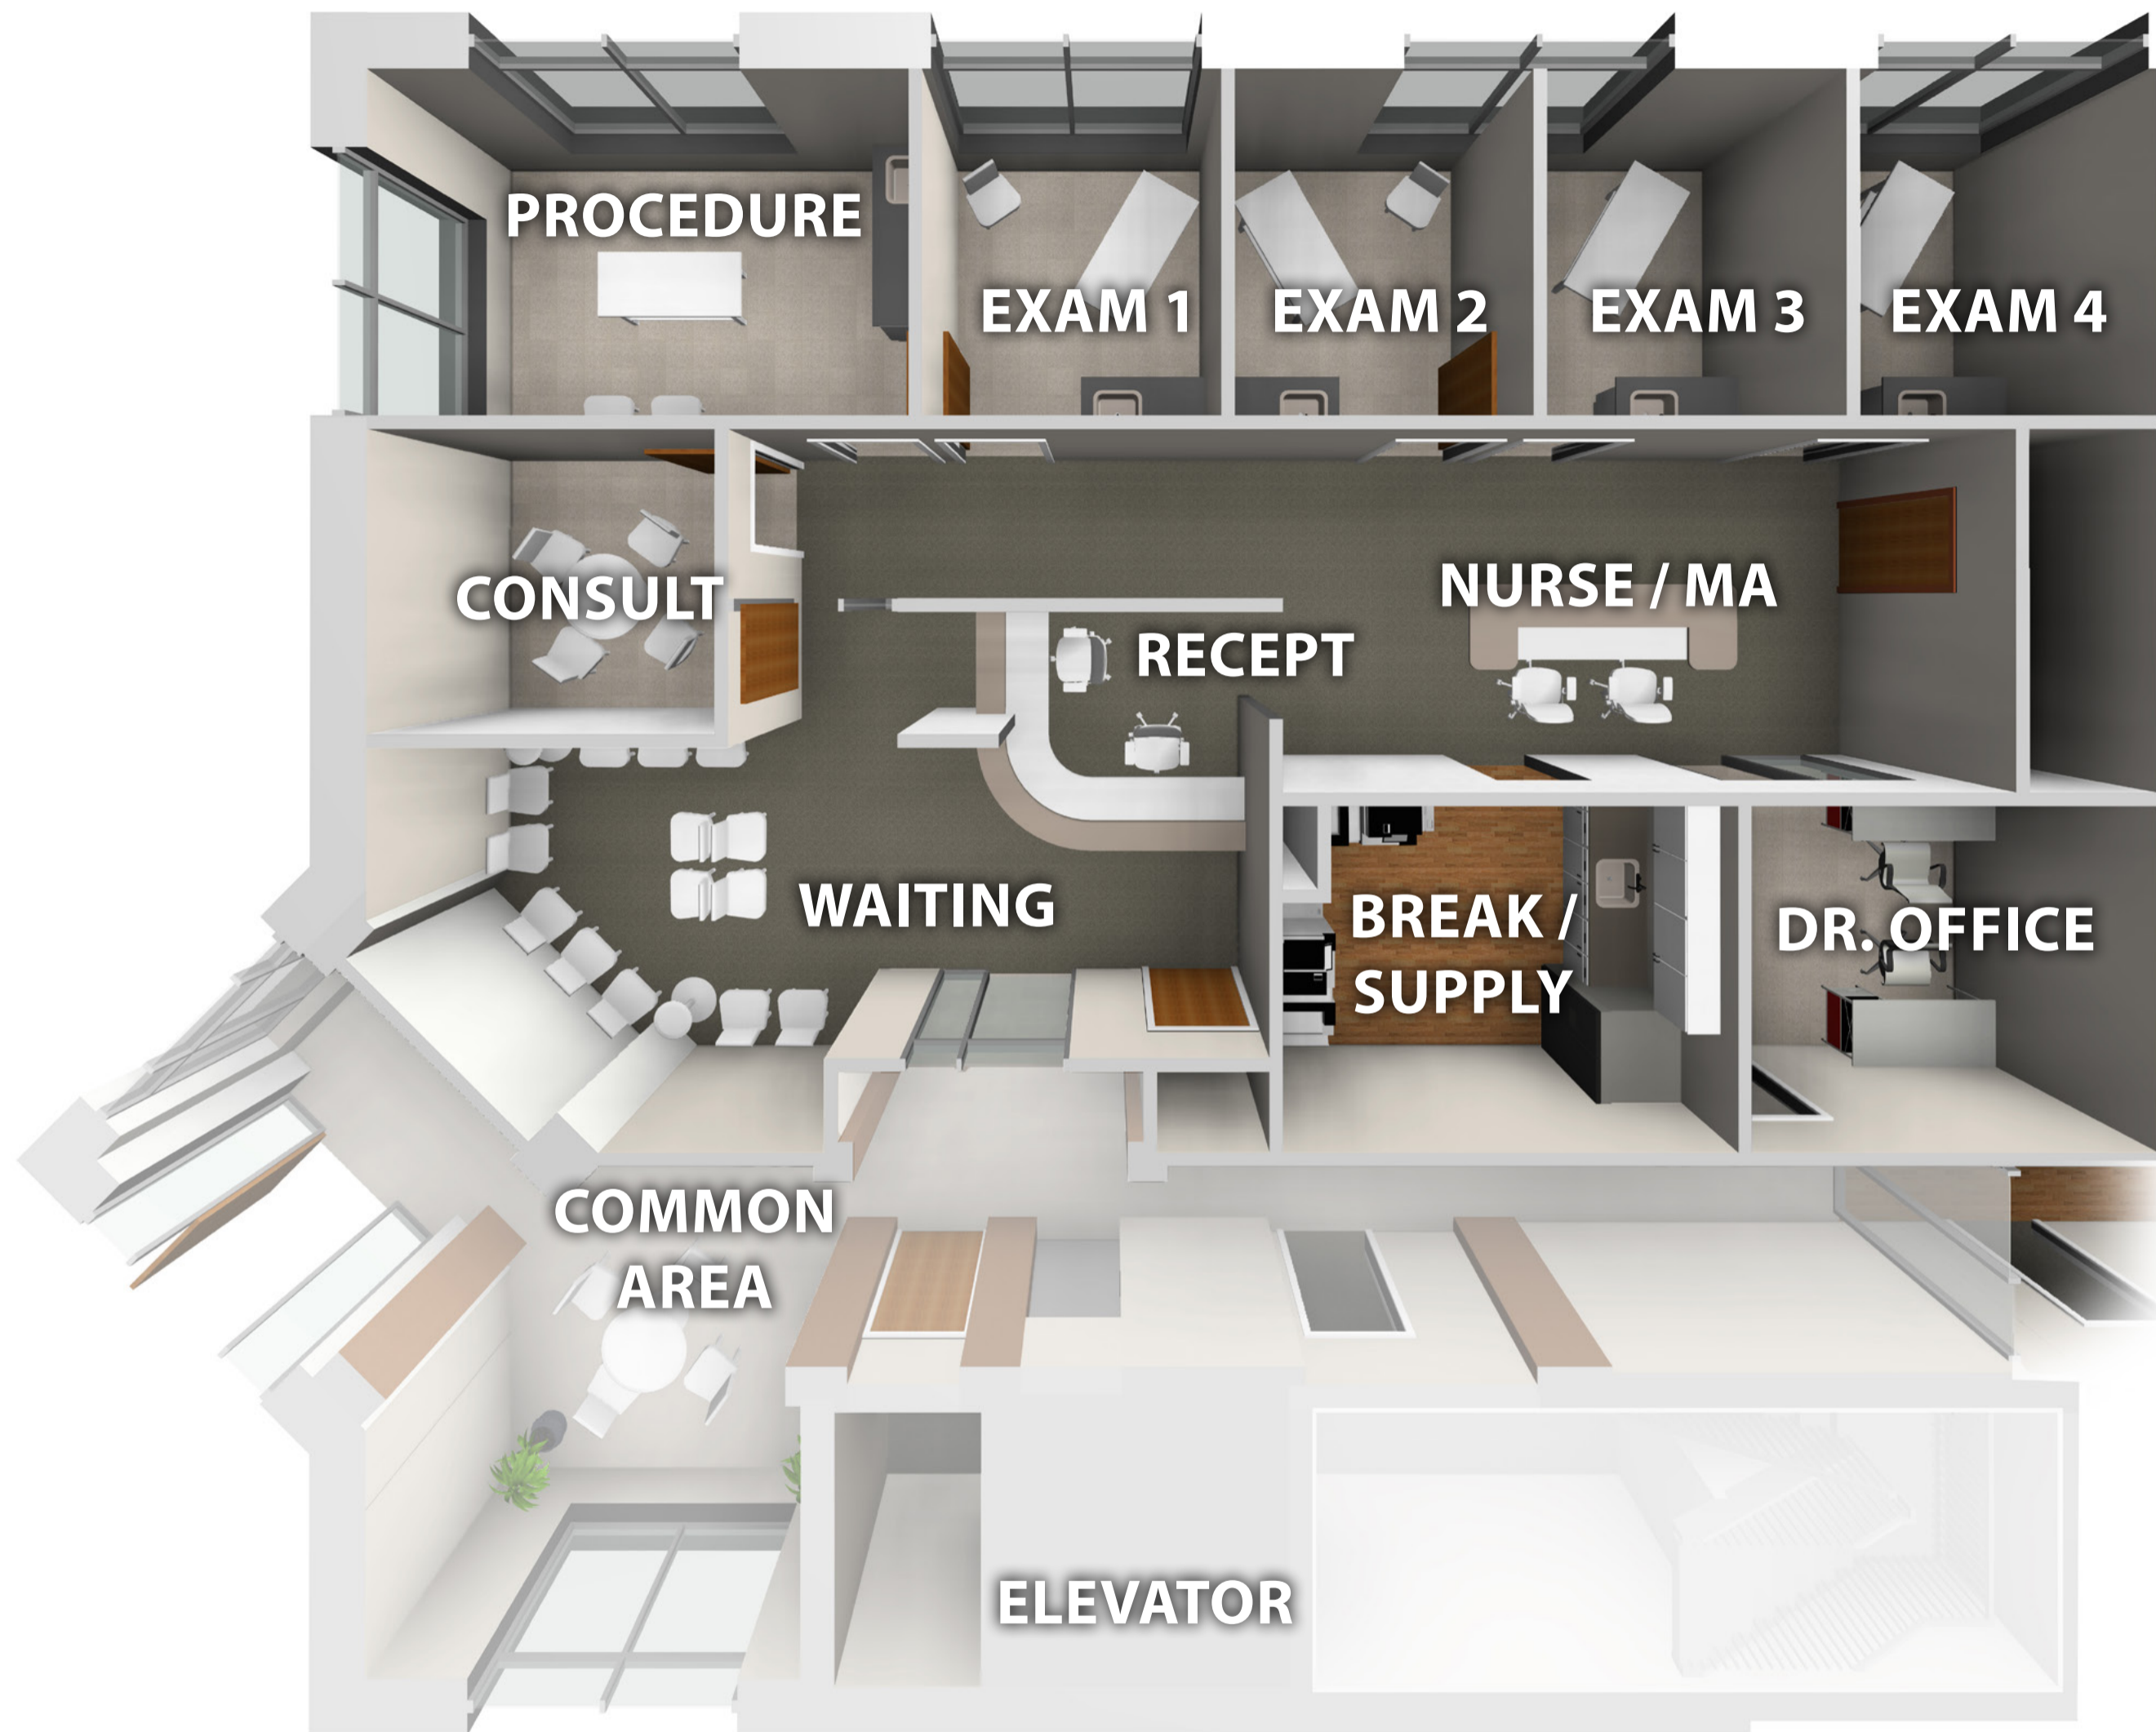 PROCEDURE
EXAM 1
EXAM 2
EXAM 3
EXAM 4
CONSULT
RECEPT
NURSE / MA
WAITING
BREAK /
SUPPLY
DR. OFFICE
COMMON
AREA
ELEVATOR